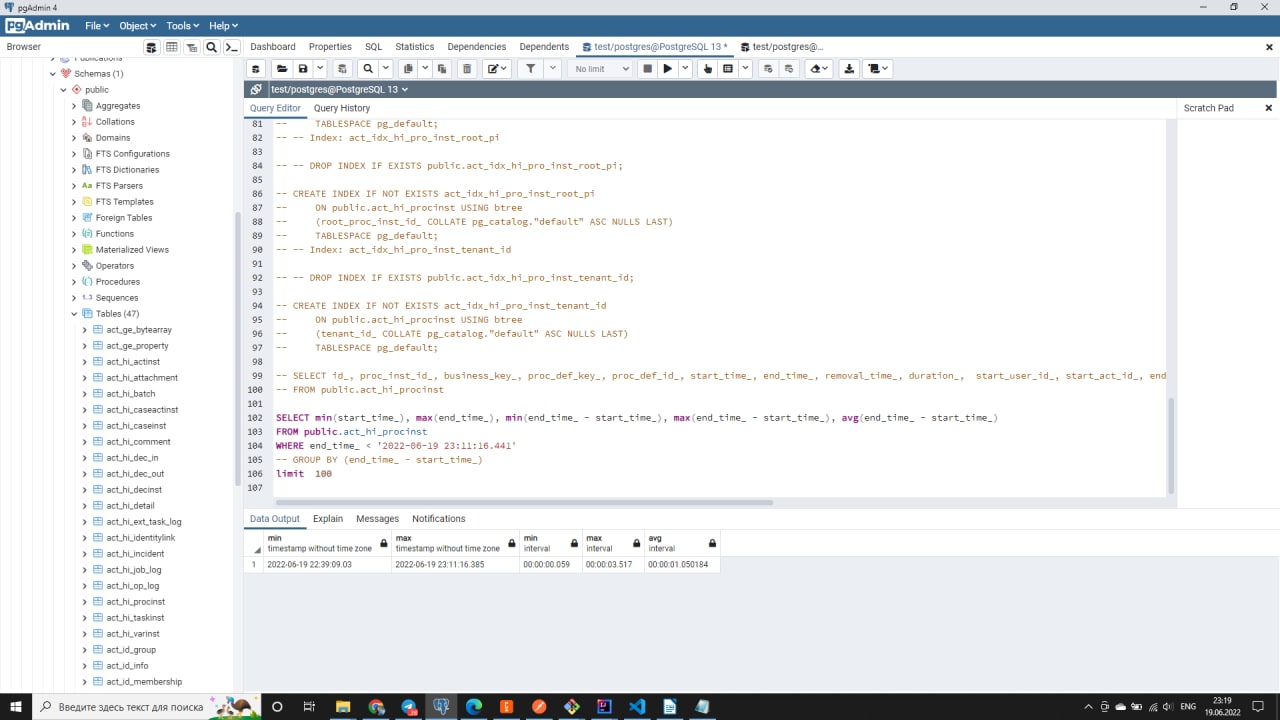 pgAdmin 4
pgAdmin File Object Tools Help
Browser
Dashboard Properties SQL Statistics Dependencies Dependents test/postgres@PostgreSQL 13 * test/postgres@...
No limit
test/postgres@PostgreSQL 13
Query Editor Query History
Scratch Pad
Publications
Schemas (1)
public
Aggregates
Collations
Domains
FTS Configurations
FTS Dictionaries
FTS Parsers
FTS Templates
Foreign Tables
Functions
Materialized Views
Operators
Procedures
Sequences
Tables (47)
act_ge_bytearray
act_ge_property
act_hi_actinst
act_hi_attachment
act_hi_batch
act_hi_caseactinst
act_hi_caseinst
act_hi_comment
act_hi_dec_in
act_hi_dec_out
act_hi_decinst
act_hi_detail
act_hi_ext_task_log
act_hi_identitylink
act_hi_incident
act_hi_job_log
act_hi_op_log
act_hi_procinst
act_hi_taskinst
act_hi_varinst
act_id_group
act_id_info
act_id_membership
81 -- TABLESPACE pg_default;
82 -- -- Index: act_idx_hi_pro_inst_root_pi
83
84 -- -- DROP INDEX IF EXISTS public.act_idx_hi_pro_inst_root_pi;
85
86 -- CREATE INDEX IF NOT EXISTS act_idx_hi_pro_inst_root_pi
87 -- ON public.act_hi_procinst USING btree
88 -- (root_proc_inst_id_ COLLATE pg_catalog."default" ASC NULLS LAST)
89 -- TABLESPACE pg_default;
90 -- -- Index: act_idx_hi_pro_inst_tenant_id
91
92 -- -- DROP INDEX IF EXISTS public.act_idx_hi_pro_inst_tenant_id;
93
94 -- CREATE INDEX IF NOT EXISTS act_idx_hi_pro_inst_tenant_id
95 -- ON public.act_hi_procinst USING btree
96 -- (tenant_id_ COLLATE pg_catalog."default" ASC NULLS LAST)
97 -- TABLESPACE pg_default;
98
99 -- SELECT id_, proc_inst_id_, business_key_, proc_def_key_, proc_def_id_, start_time_, end_time_, removal_time_, duration_, start_user_id_, start_act_id_, end
100 -- FROM public.act_hi_procinst
101
102 SELECT min(start_time_), max(end_time_), min(end_time_ - start_time_), max(end_time_ - start_time_), avg(end_time_ - start_time_)
103 FROM public.act_hi_procinst
104 WHERE end_time_ < '2022-06-19 23:11:16.441'
105 -- GROUP BY (end_time_ - start_time_)
106 limit 100
107
Data Output Explain Messages Notifications
min max min max avg
timestamp without time zone timestamp without time zone interval interval interval
1 2022-06-19 22:39:09.03 2022-06-19 23:11:16.385 00:00:00.059 00:00:03.517 00:00:01.050184
Введите здесь текст для поиска
ENG
23:19
19.06.2022